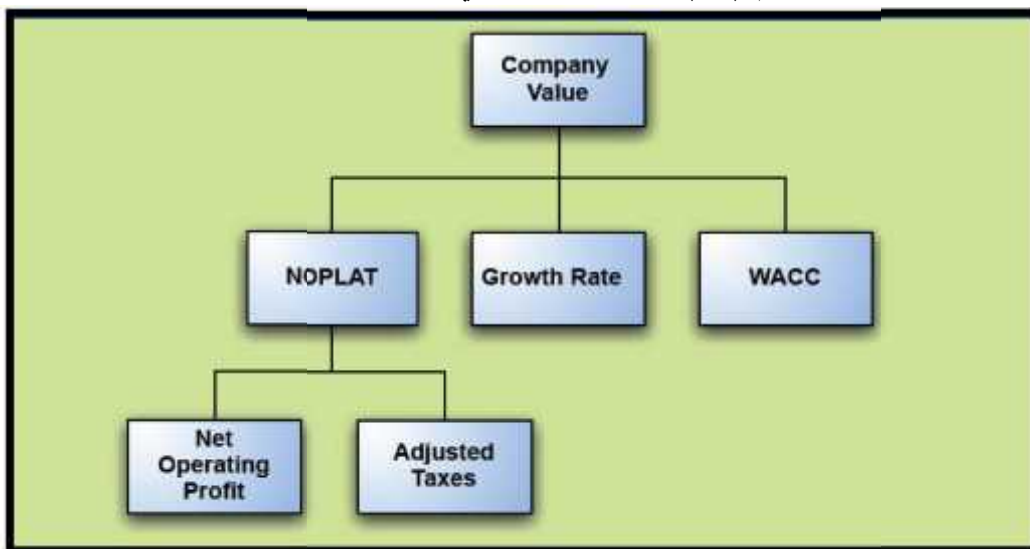 Company
Value
NOPLAT
Growth Rate
WACC
Net
Operating
Profit
Adjusted
Taxes